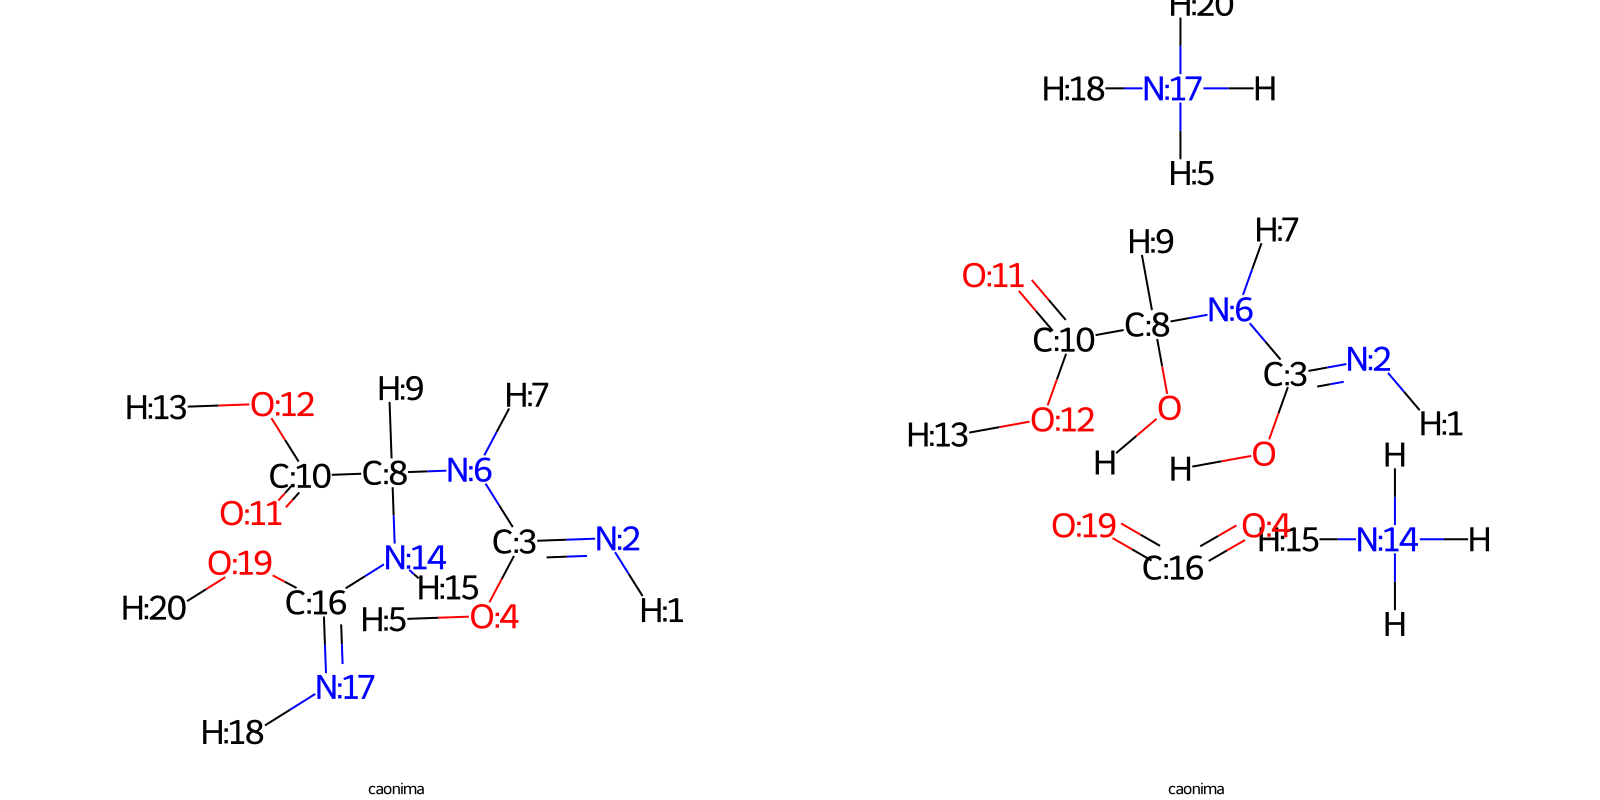 H:20
H:18 N:17 H
H:5
H:9 H:7
O:11
C:10 C:8 N:6
C:3 N:2
H:13 O:12 O H:1
H H O
H
O:19 O:4 H:15 N:14 H
C:16
H
H:9 H:7
H:13 O:12
C:10 C:8 N:6
O:11
C:3 N:2
O:19 N:14
H:15
H:20 C:16 H:5 O:4 H:1
N:17
H:18
caonima caonima